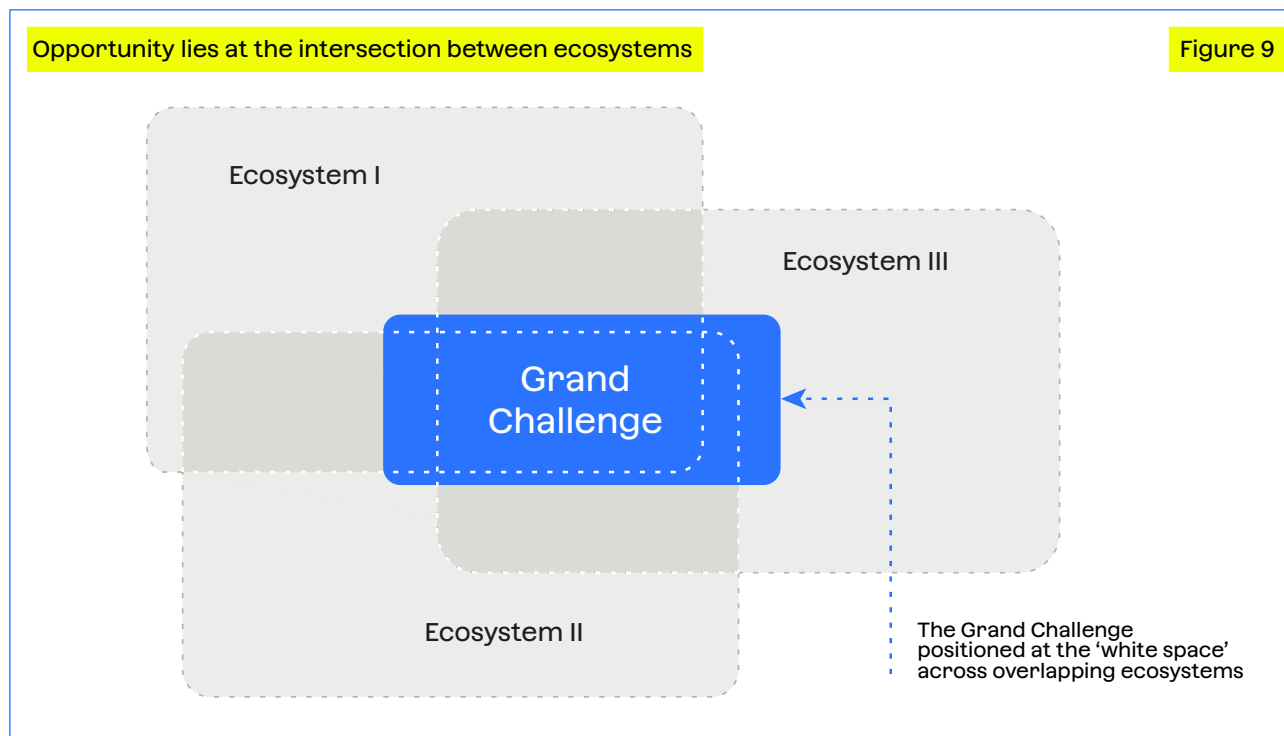 Opportunity lies at the intersection between ecosystems
Figure 9
Ecosystem I
Ecosystem III
Grand
Challenge
Ecosystem II
The Grand Challenge
positioned at the ‘white space’
across overlapping ecosystems